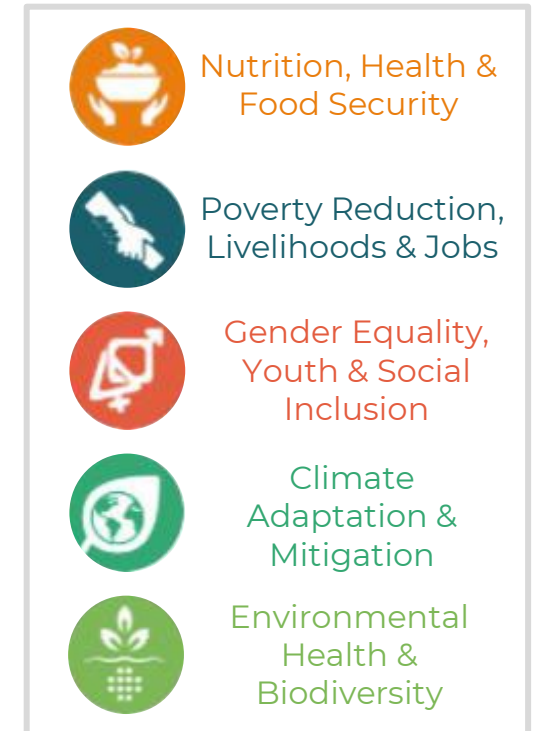 Nutrition, Health &
Food Security
Poverty Reduction,
Livelihoods & Jobs
Gender Equality,
Youth & Social
Inclusion
Climate
Adaptation &
Mitigation
Environmental
Health &
Biodiversity